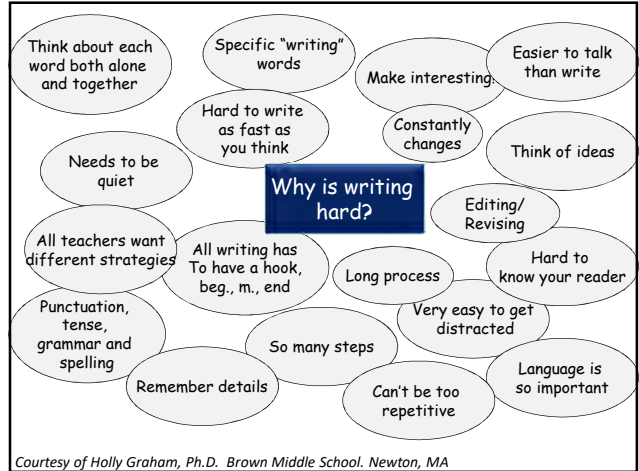 Think about each
word both alone
and together
Specific “writing”
words
Make interesting!
Easier to talk
than write
Hard to write
as fast as
you think
Constantly
changes
Think of ideas
Needs to be
quiet
Why is writing
hard?
Editing/
Revising
All teachers want
different strategies
All writing has
To have a hook,
beg., m., end
Long process
Hard to
know your reader
Punctuation,
tense,
grammar and
spelling
So many steps
Very easy to get
distracted
Remember details
Can’t be too
repetitive
Language is
so important
Courtesy of Holly Graham, Ph.D. Brown Middle School. Newton, MA